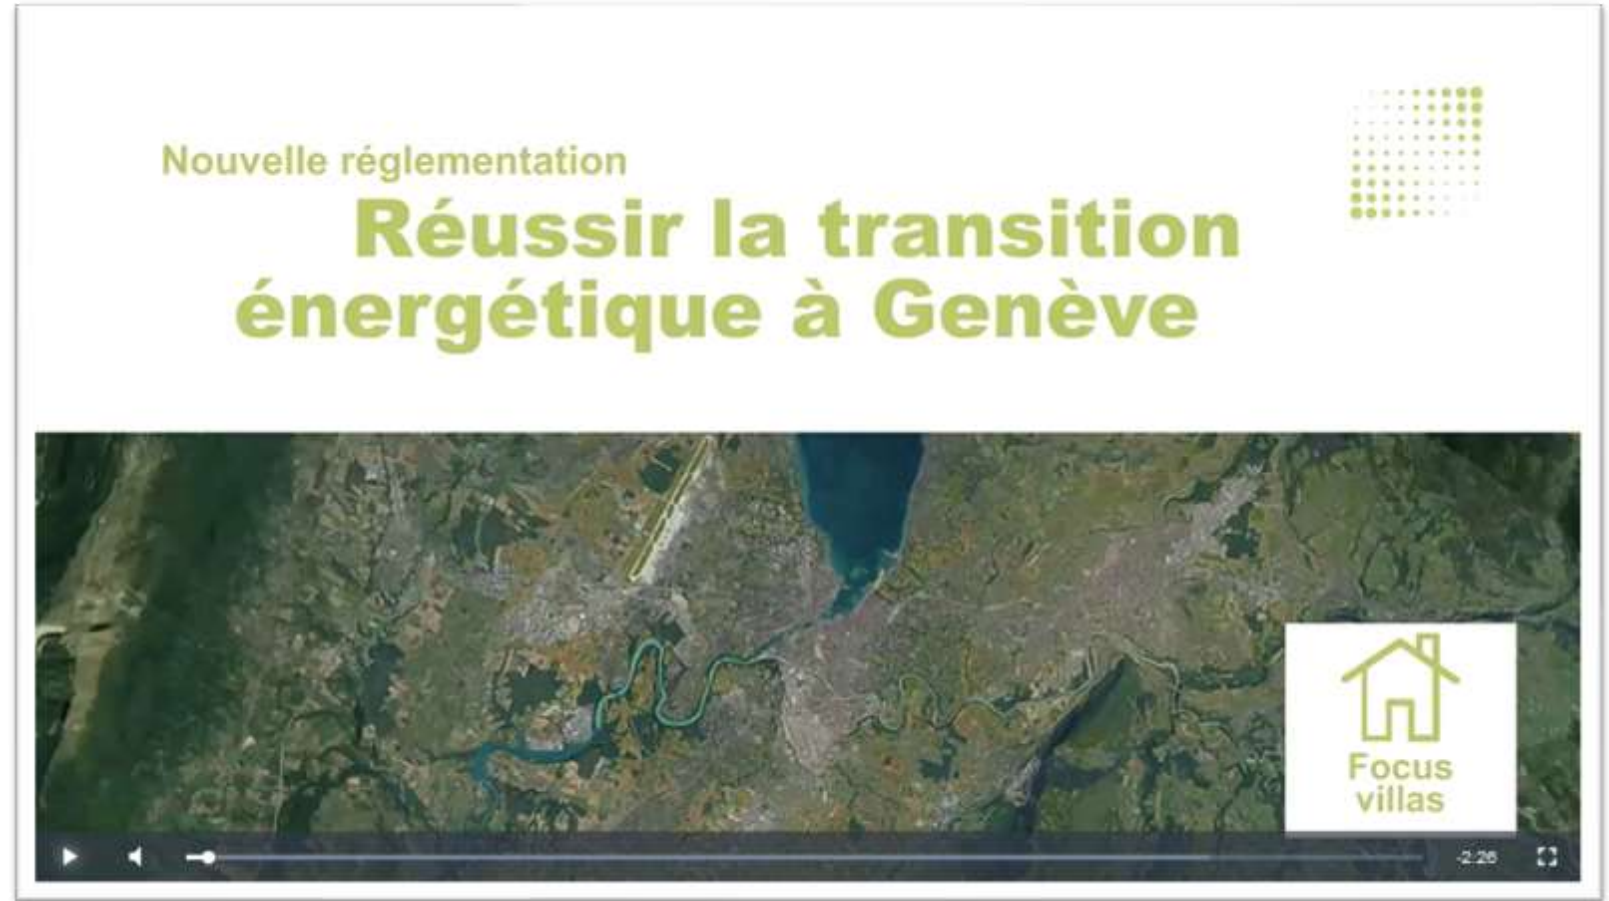 Nouvelle réglementation
Réussir la transition
énergétique à Genève
Focus
villas
-2:26